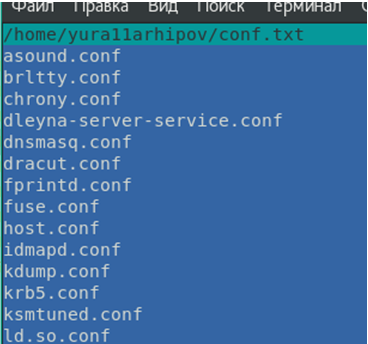 Файл Правка Вид Поиск Терминал
/home/yura11arhipov/conf.txt
asound.conf
brltty.conf
chrony.conf
dleyna-server-service.conf
dnsmasq.conf
dracut.conf
fprintd.conf
fuse.conf
host.conf
idmapd.conf
kdump.conf
krb5.conf
ksmtuned.conf
ld.so.conf